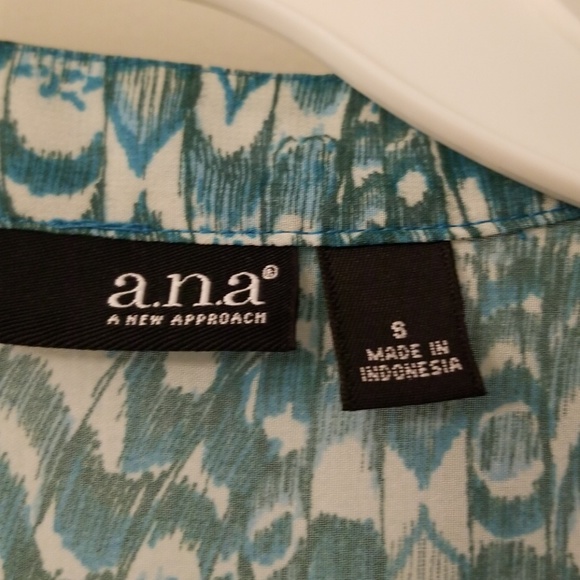 a.n.a®
A NEW APPROACH
S
MADE IN
INDONESIA